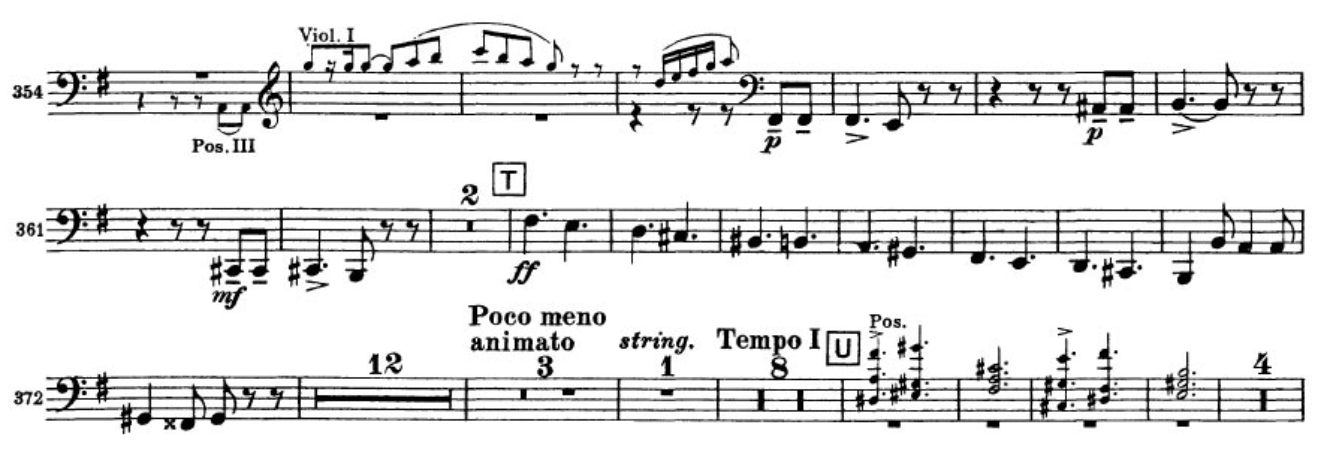 Viol. I
354
Pos. III
p
p
2
T
361
mf
ff
Poco meno
animato
string.
Tempo I
U
Pos.
12
3
1
8
4
372